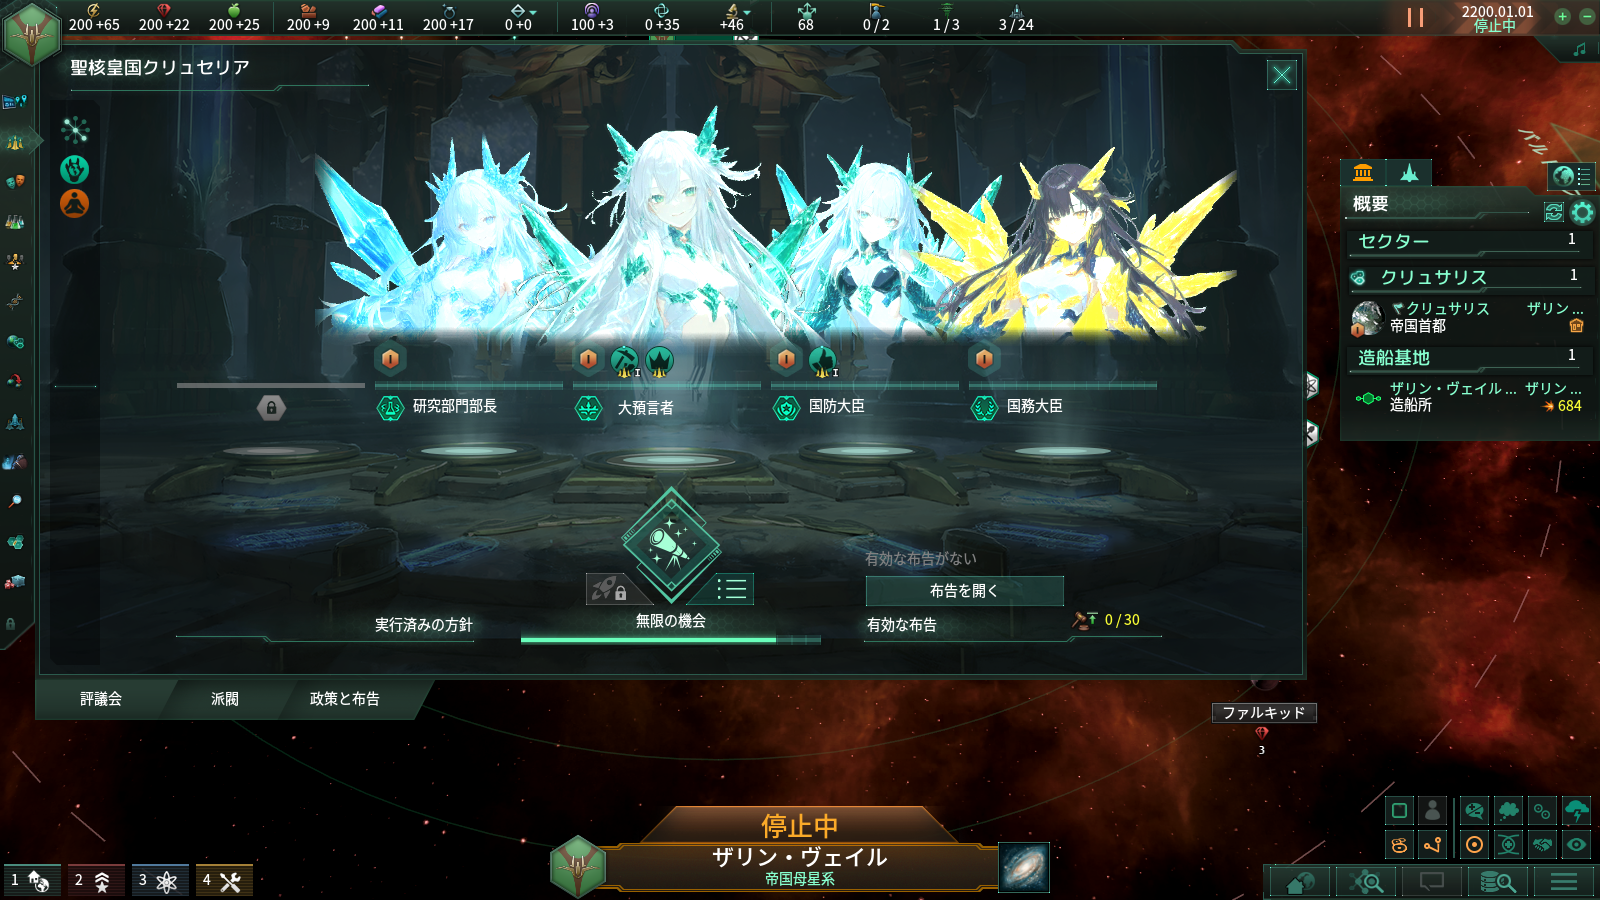 200 +65
200 +22
200 +25
200 +9
200 +11
200 +17
0 +0
100 +3
0 +35
+46
68
0 / 2
1 / 3
3 / 24
2200.01.01
停止中
聖核皇国クリュセリア
研究部門部長
大預言者
国防大臣
国務大臣
I
I
有効な布告がない
布告を開く
実行済みの方針
無限の機会
有効な布告
0 / 30
評議会
派閥
政策と布告
概要
セクター
1
クリュサリス
1
クリュサリス
ザリン ...
帝国首都
造船基地
1
ザリン・ヴェイル ...
ザリン ...
造船所
684
ファルキッド
3
停止中
ザリン・ヴェイル
帝国母星系
1
2
3
4